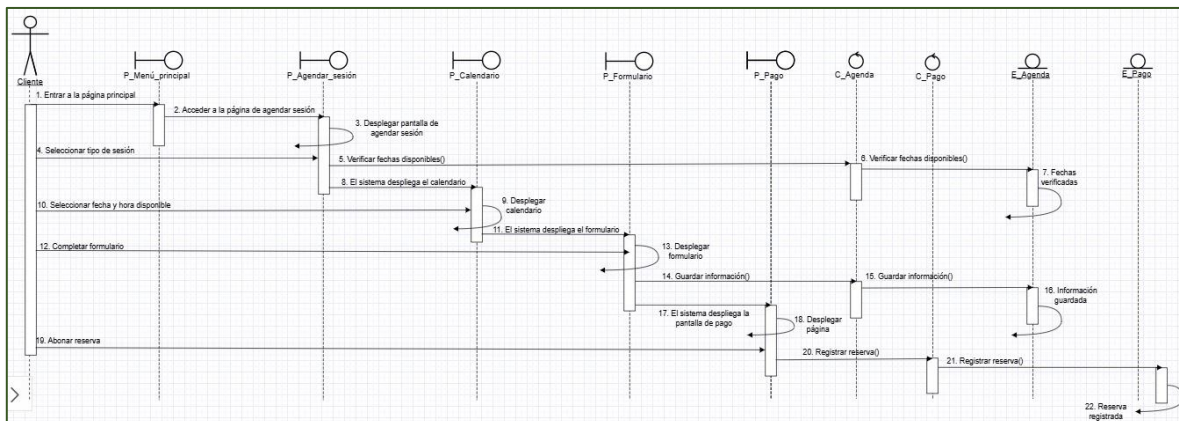 Cliente
P_Menú_principal
P_Agendar_sesión
P_Calendario
P_Formulario
P_Pago
C_Agenda
C_Pago
E_Agenda
E_Pago
1. Entrar a la página principal
2. Acceder a la página de agendar sesión
3. Desplegar pantalla de
agendar sesión
4. Seleccionar tipo de sesión
5. Verificar fechas disponibles()
6. Verificar fechas disponibles()
7. Fechas
verificadas
8. El sistema despliega el calendario
9. Desplegar
calendario
10. Seleccionar fecha y hora disponible
11. El sistema despliega el formulario
12. Completar formulario
13. Desplegar
formulario
14. Guardar información()
15. Guardar información()
16. Información
guardada
17. El sistema despliega la
pantalla de pago
18. Desplegar
página
19. Abonar reserva
20. Registrar reserva()
21. Registrar reserva()
22. Reserva
registrada